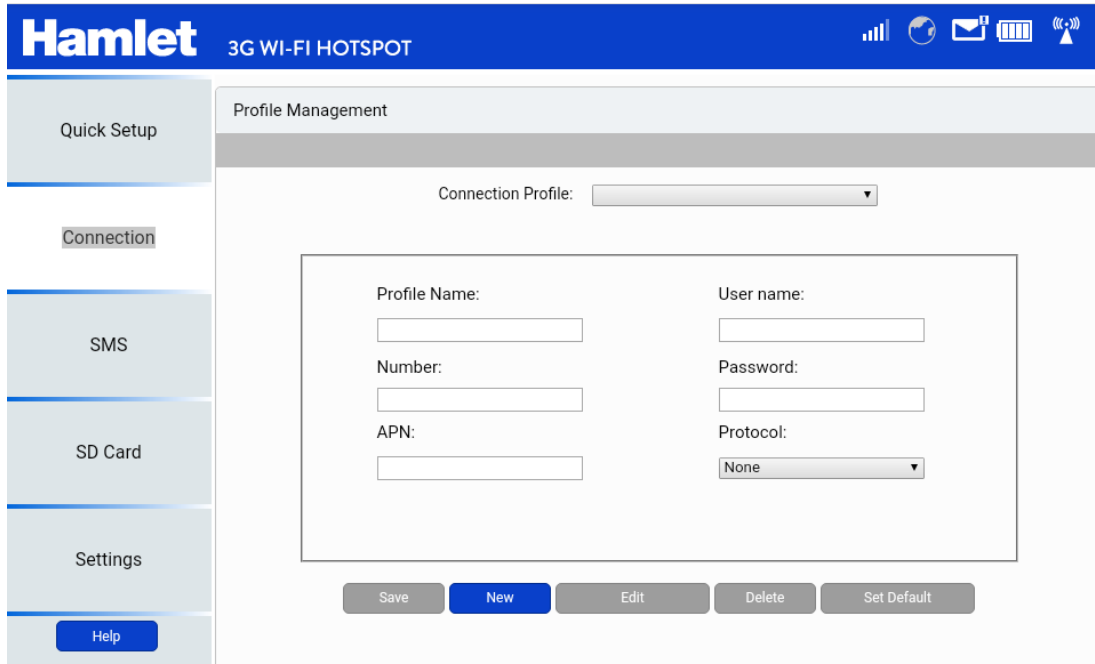 Hamlet 3G WI-FI HOTSPOT
Quick Setup
Connection
SMS
SD Card
Settings
Help
Profile Management
Connection Profile:
Profile Name: User name:
Number: Password:
APN: Protocol:
None
Save New Edit Delete Set Default